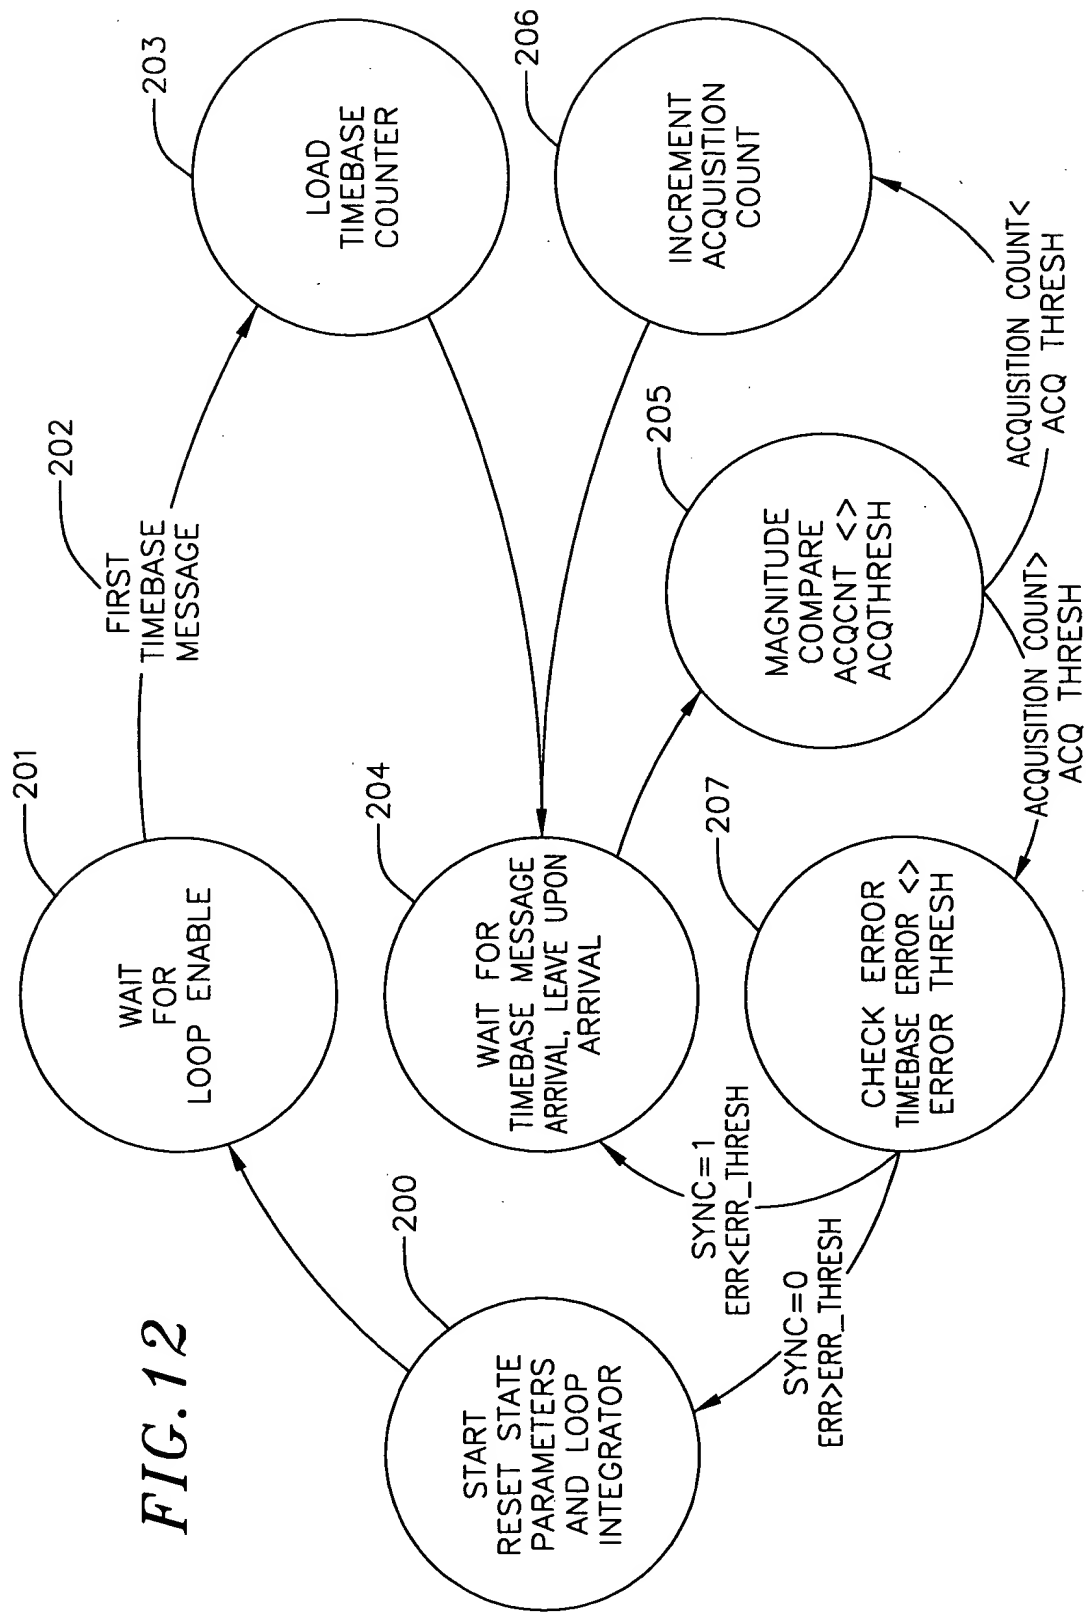 FIG.12
200
START
RESET STATE
PARAMETERS
AND LOOP
INTEGRATOR
201
WAIT
FOR
LOOP ENABLE
202
FIRST
TIMEBASE
MESSAGE
203
LOAD
TIMEBASE
COUNTER
204
WAIT FOR
TIMEBASE MESSAGE
ARRIVAL, LEAVE UPON
ARRIVAL
205
MAGNITUDE
COMPARE
ACQCNT <>
ACQTHRESH
206
INCREMENT
ACQUISITION
COUNT
ACQUISITION COUNT<
ACQ THRESH
ACQUISITION COUNT>
ACQ THRESH
207
CHECK ERROR
TIMEBASE ERROR <>
ERROR THRESH
SYNC=1
ERR<ERR_THRESH
SYNC=0
ERR>ERR_THRESH